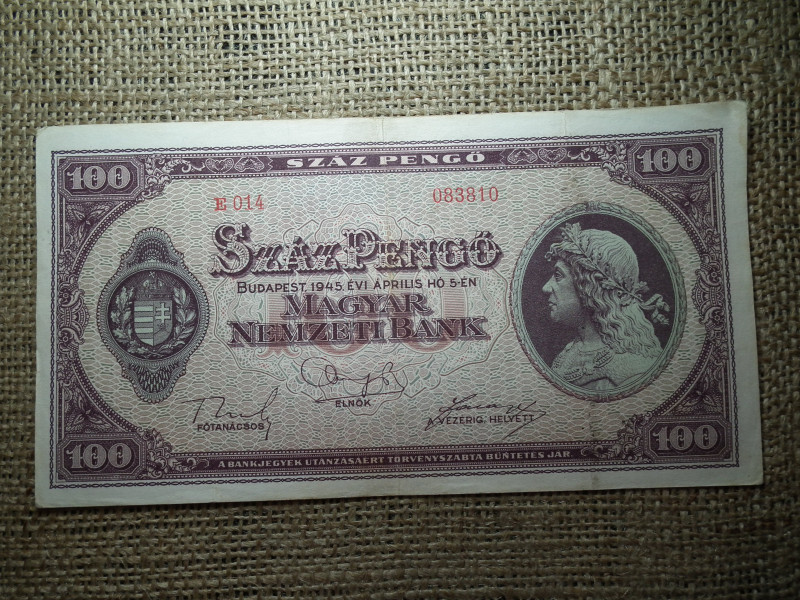 100 SZÁZ PENGŐ 100
E 014 083810
SZÁZ PENGŐ
BUDAPEST, 1945. ÉVI ÁPRILIS HÓ 5-ÉN
MAGYAR
NEMZETI BANK
FŐTANÁCSOS
ELNÖK
A VEZÉRIG. HELYETT
100 100
A BANKJEGYEK UTÁNZÁSÁÉRT TÖRVÉNYSZABTA BÜNTETÉS JÁR.